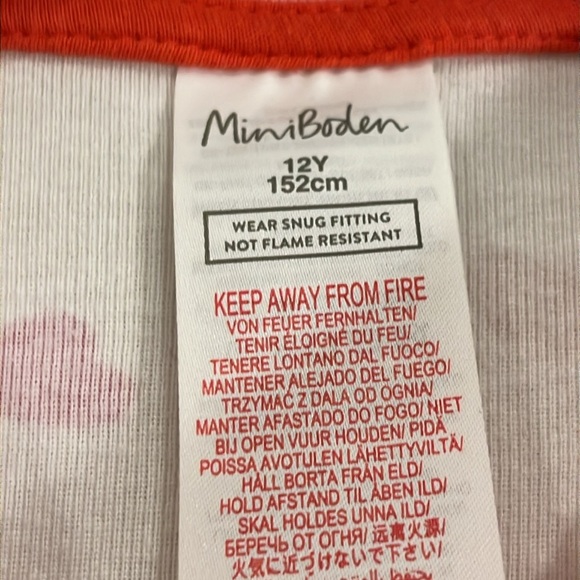 MiniBoden
12Y
152cm
WEAR SNUG FITTING
NOT FLAME RESISTANT
KEEP AWAY FROM FIRE
VON FEUER FERNHALTEN/
TENIR ÉLOIGNÉ DU FEU/
TENERE LONTANO DAL FUOCO/
MANTENER ALEJADO DEL FUEGO/
TRZYMAĆ Z DALA OD OGNIA/
MANTER AFASTADO DO FOGO/ NIET
BIJ OPEN VUUR HOUDEN/ PIDÄ
POISSA AVOTULEN LÄHETTYVILTÄ/
HÅLL BORTA FRÅN ELD/
HOLD AFSTAND TIL ÅBEN ILD/
SKAL HOLDES UNNA ILD/
БЕРЕЧЬ ОТ ОГНЯ/ 远离火源/
火気に近づけないで下さい/